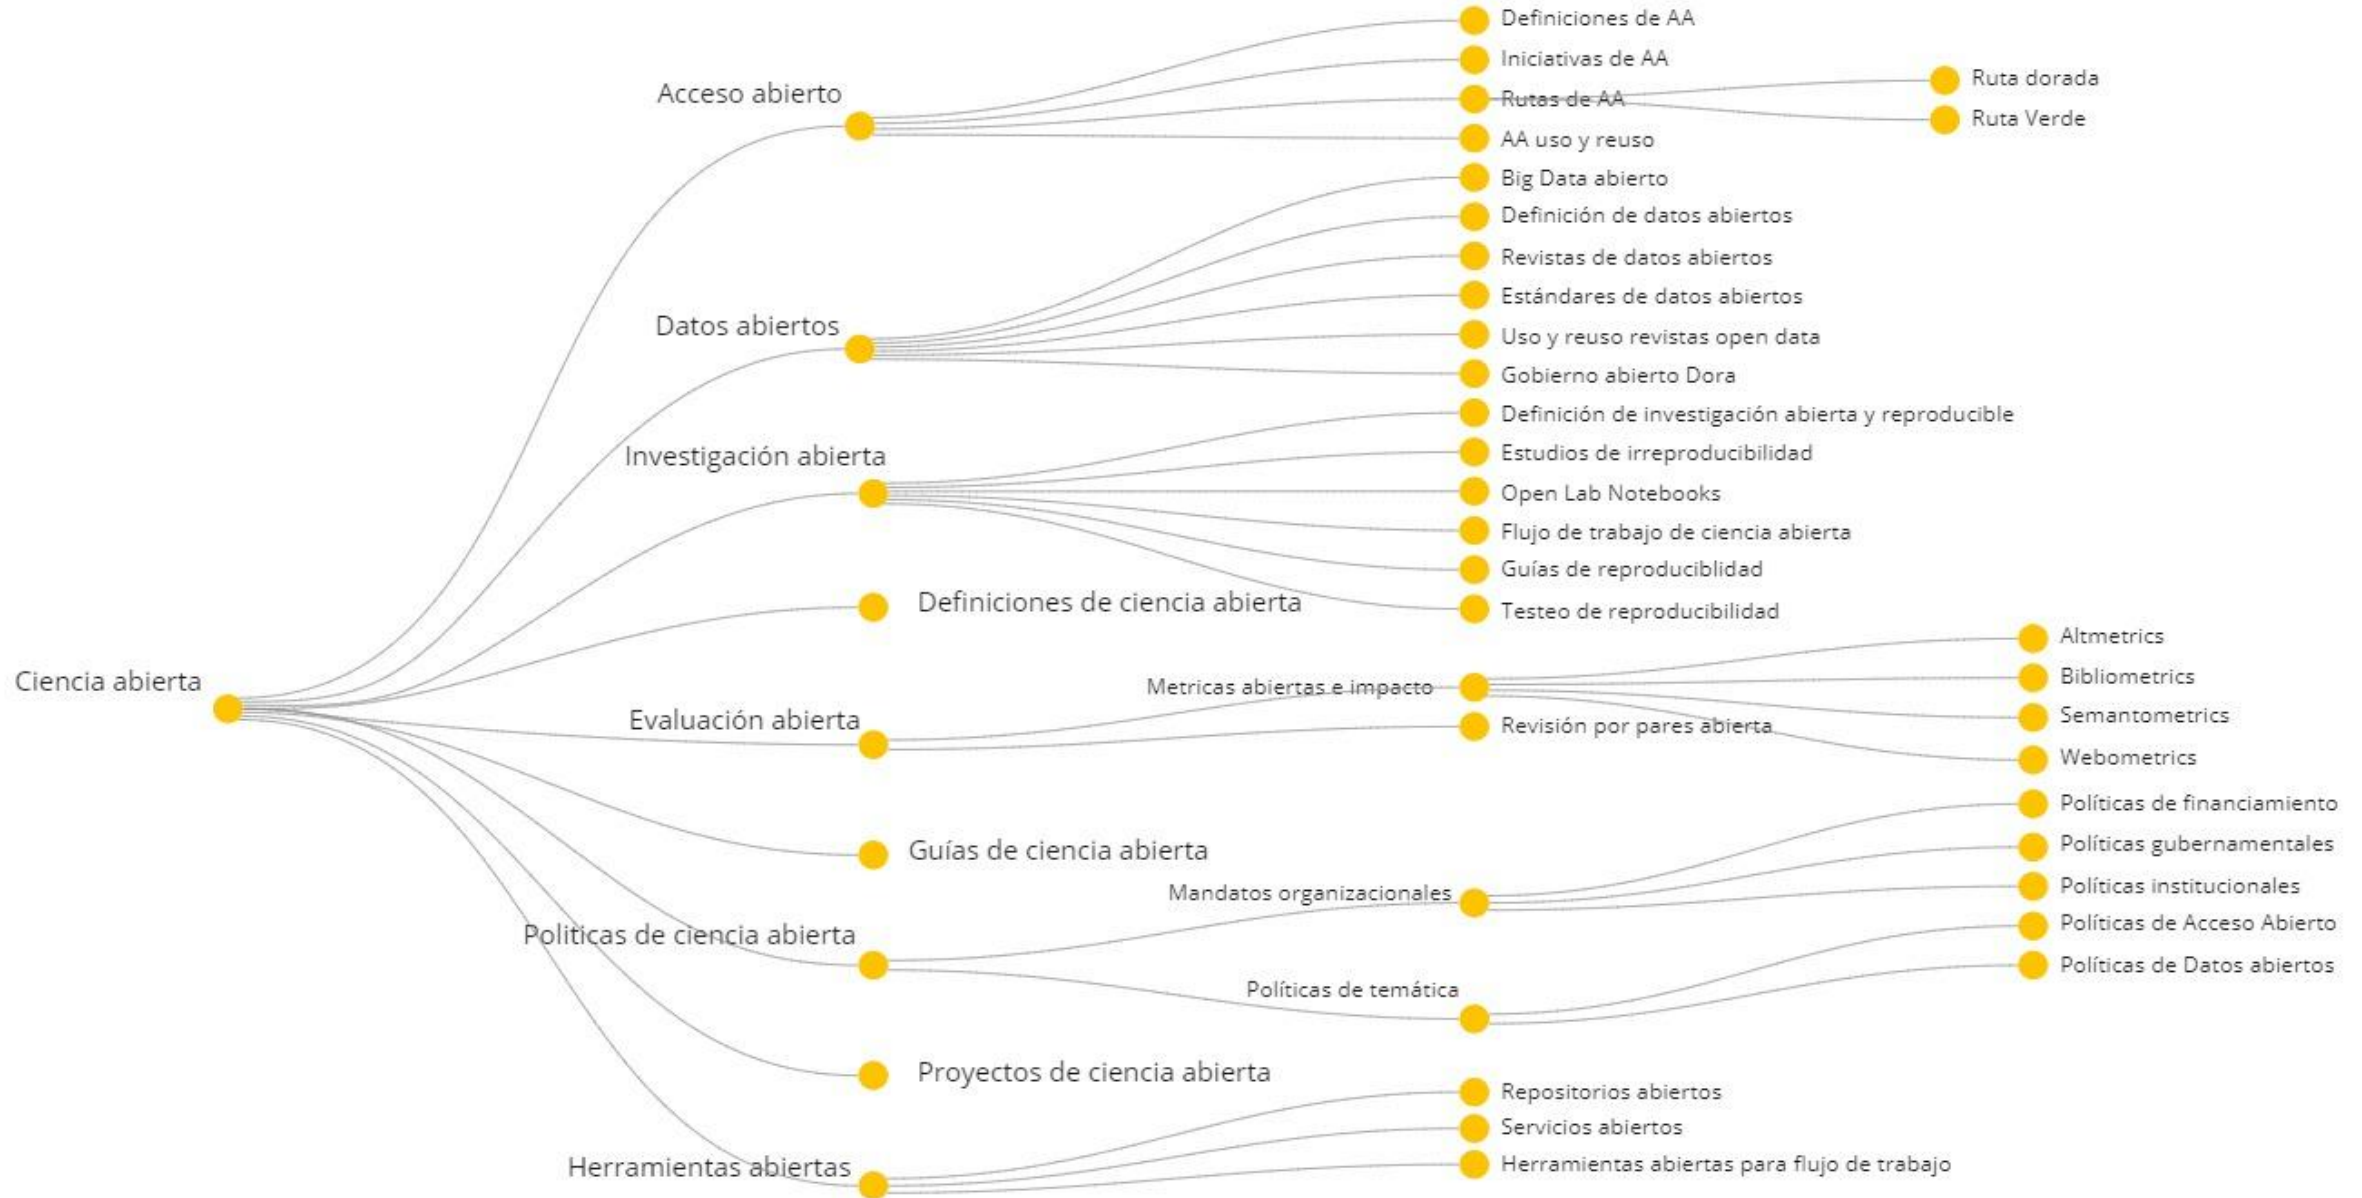 Ciencia abierta
Acceso abierto
Definiciones de AA
Iniciativas de AA
Rutas de AA
Ruta dorada
Ruta Verde
AA uso y reuso
Datos abiertos
Big Data abierto
Definición de datos abiertos
Revistas de datos abiertos
Estándares de datos abiertos
Uso y reuso revistas open data
Gobierno abierto Dora
Investigación abierta
Definición de investigación abierta y reproducible
Estudios de irreproducibilidad
Open Lab Notebooks
Flujo de trabajo de ciencia abierta
Guías de reproduciblidad
Testeo de reproducibilidad
Definiciones de ciencia abierta
Evaluación abierta
Metricas abiertas e impacto
Altmetrics
Bibliometrics
Semantometrics
Webometrics
Revisión por pares abierta
Guías de ciencia abierta
Politicas de ciencia abierta
Mandatos organizacionales
Políticas de financiamiento
Políticas gubernamentales
Políticas institucionales
Políticas de temática
Políticas de Acceso Abierto
Políticas de Datos abiertos
Proyectos de ciencia abierta
Herramientas abiertas
Repositorios abiertos
Servicios abiertos
Herramientas abiertas para flujo de trabajo